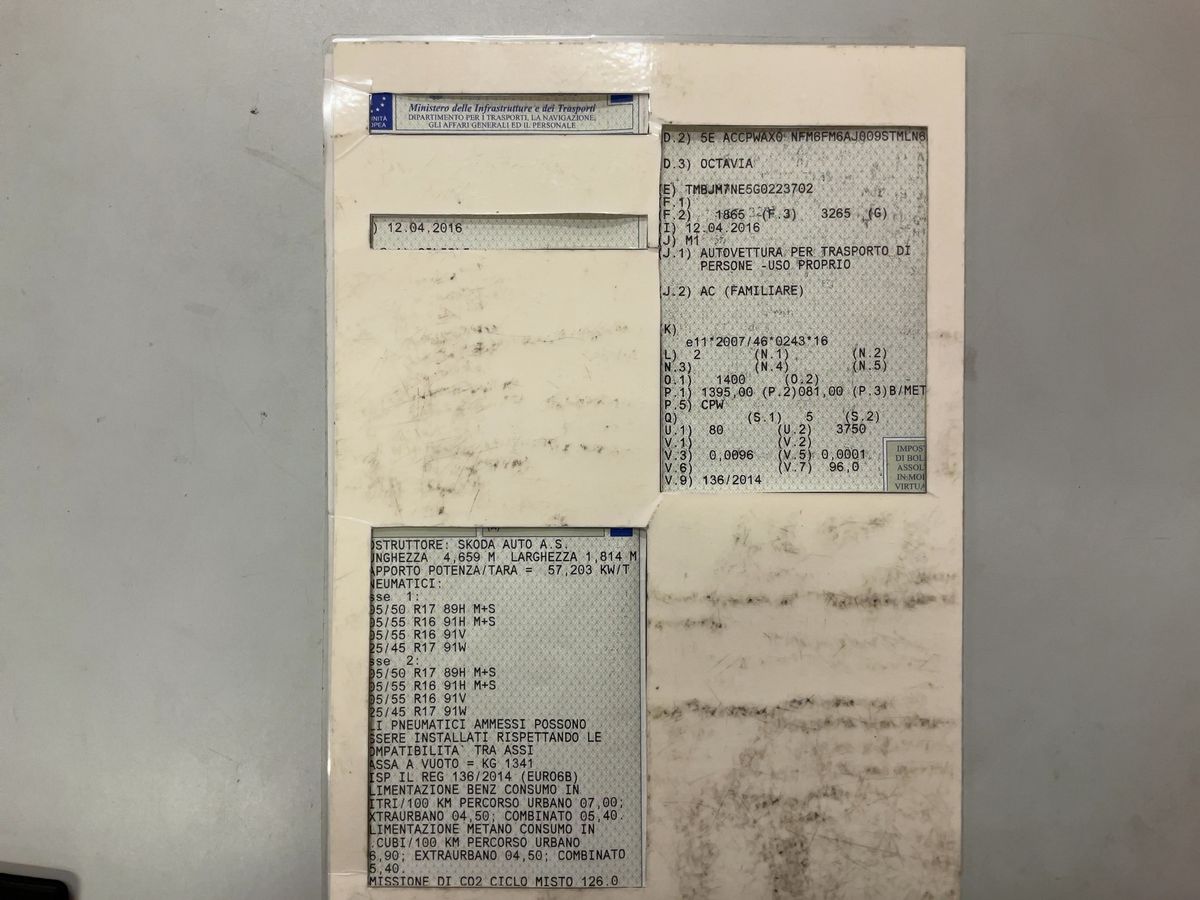 Ministero delle Infrastrutture e dei Trasporti
DIPARTIMENTO PER I TRASPORTI, LA NAVIGAZIONE,
GLI AFFARI GENERALI ED IL PERSONALE
NITÀ
OPEA
) 12.04.2016
D.2) 5E ACCPWAX0 NFM6FM6AJ009STMLN6
D.3) OCTAVIA
(E) TMBJM7NE5G0223702
(F.1)
(F.2) 1865 (F.3) 3265 (G)
(I) 12.04.2016
(J) M1
(J.1) AUTOVETTURA PER TRASPORTO DI
PERSONE -USO PROPRIO
(J.2) AC (FAMILIARE)
(K)
e11*2007/46*0243*16
L) 2 (N.1) (N.2)
N.3) (N.4) (N.5)
O.1) 1400 (O.2)
P.1) 1395,00 (P.2)081,00 (P.3)B/MET
P.5) CPW
Q) (S.1) 5 (S.2)
U.1) 80 (U.2) 3750
V.1) (V.2)
V.3) 0,0096 (V.5) 0,0001
V.6) (V.7) 96,0
V.9) 136/2014
IMPOST
DI BOL
ASSOL
IN MOD
VIRTUA
OSTRUTTORE: SKODA AUTO A.S.
UNGHEZZA 4,659 M LARGHEZZA 1,814 M
APPORTO POTENZA/TARA = 57,203 KW/T
NEUMATICI:
sse 1:
05/50 R17 89H M+S
05/55 R16 91H M+S
05/55 R16 91V
25/45 R17 91W
sse 2:
05/50 R17 89H M+S
05/55 R16 91H M+S
05/55 R16 91V
25/45 R17 91W
LI PNEUMATICI AMMESSI POSSONO
SSERE INSTALLATI RISPETTANDO LE
OMPATIBILITA` TRA ASSI
ASSA A VUOTO = KG 1341
ISP IL REG 136/2014 (EURO6B)
LIMENTAZIONE BENZ CONSUMO IN
ITRI/100 KM PERCORSO URBANO 07,00;
XTRAURBANO 04,50; COMBINATO 05,40.
LIMENTAZIONE METANO CONSUMO IN
.CUBI/100 KM PERCORSO URBANO
6,90; EXTRAURBANO 04,50; COMBINATO
5,40.
MISSIONE DI CO2 CICLO MISTO 126.0